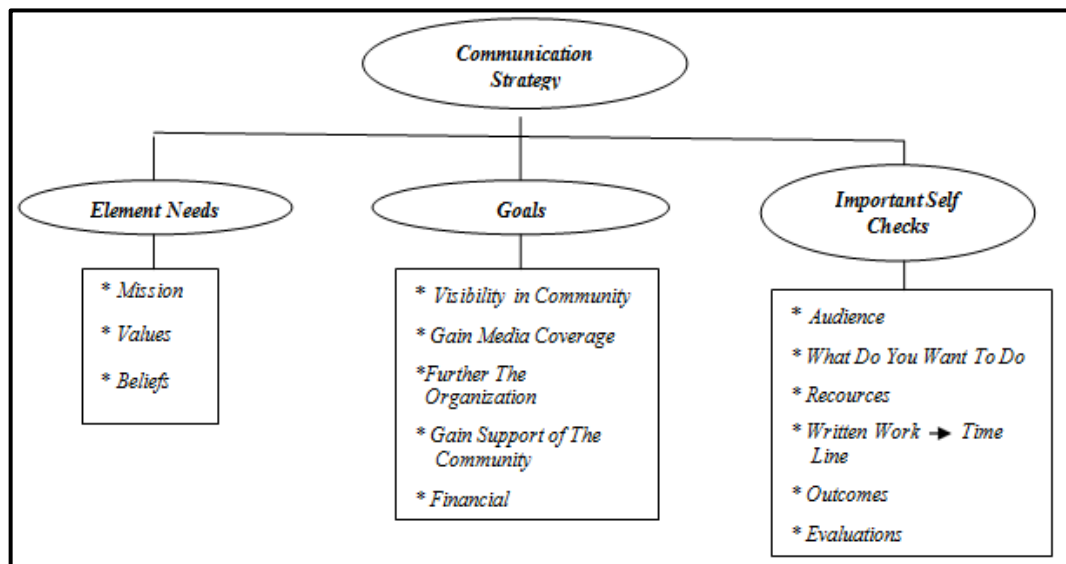 Communication
Strategy
Element Needs
* Mission
* Values
* Beliefs
Goals
* Visibility in Community
* Gain Media Coverage
*Further The
Organization
* Gain Support of The
Community
* Financial
Important Self
Checks
* Audience
* What Do You Want To Do
* Recources
* Written Work → Time
Line
* Outcomes
* Evaluations